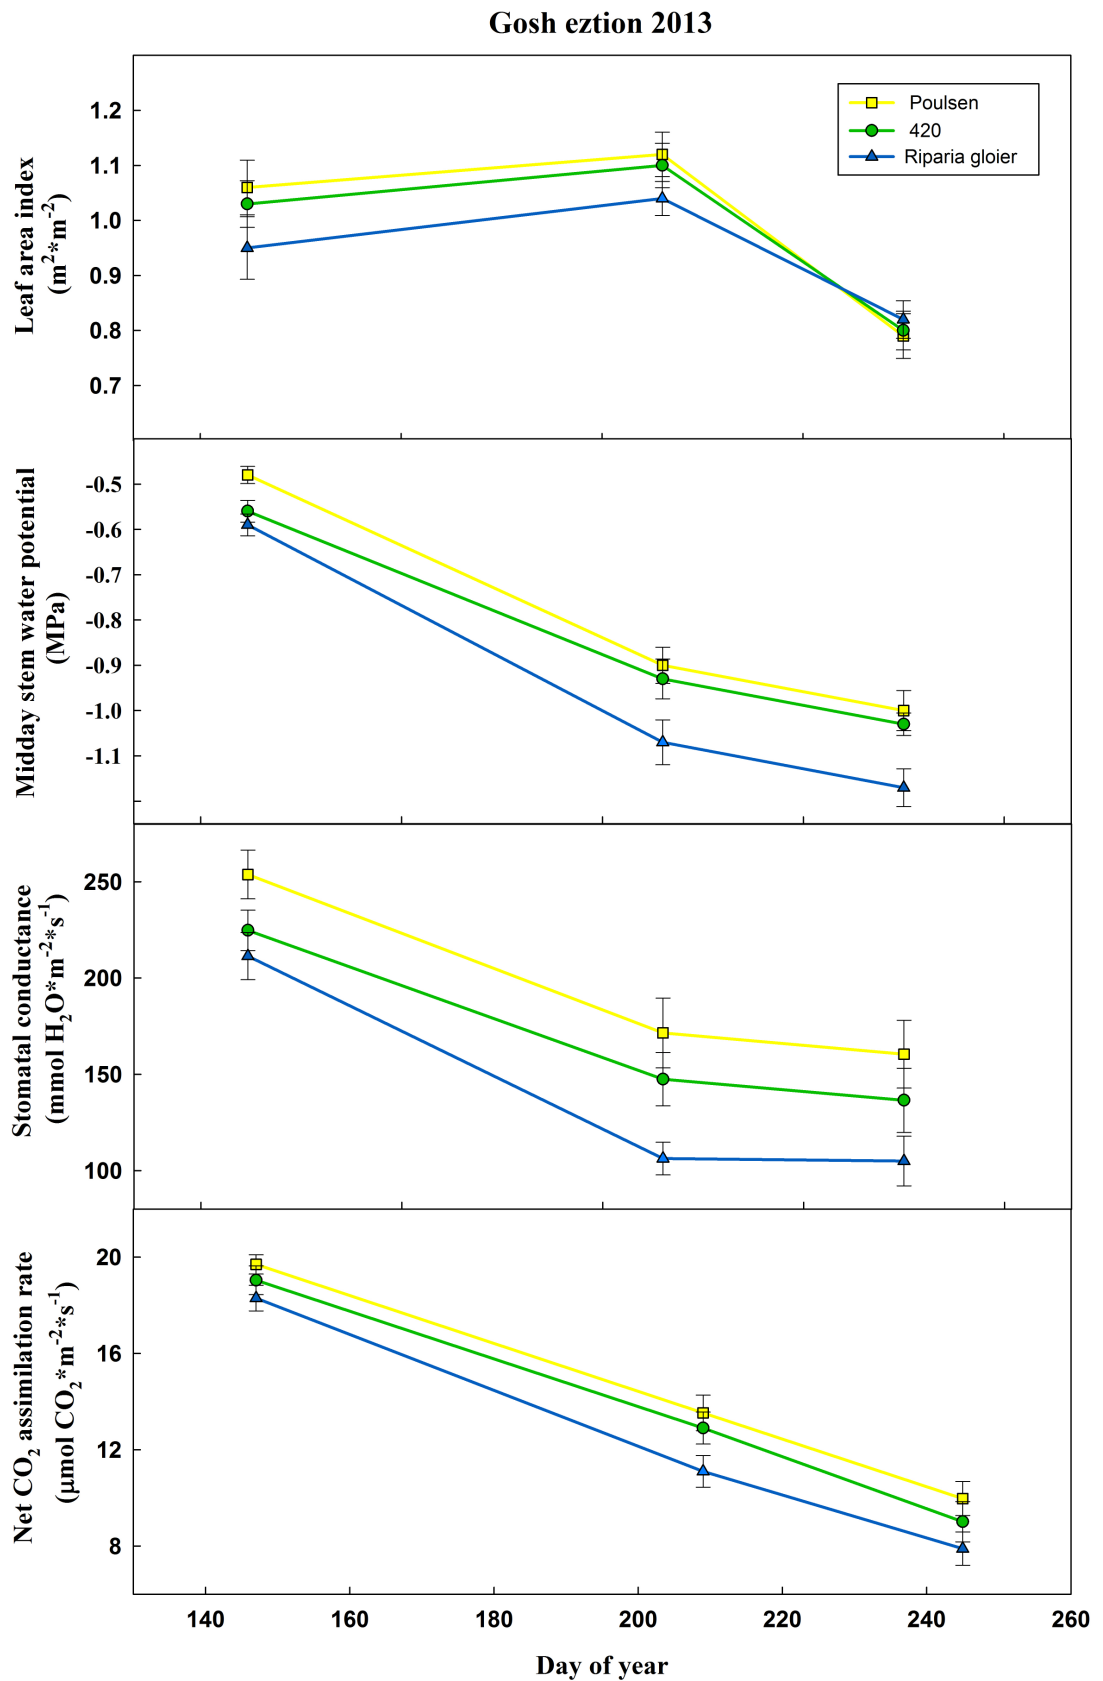 Gosh eztion 2013
Poulsen
420
Riparia gloier
Leaf area index
(m²*m⁻²)
1.2
1.1
1.0
0.9
0.8
0.7
Midday stem water potential
(MPa)
-0.5
-0.6
-0.7
-0.8
-0.9
-1.0
-1.1
Stomatal conductance
(mmol H₂O*m⁻²*s⁻¹)
250
200
150
100
Net CO₂ assimilation rate
(μmol CO₂*m⁻²*s⁻¹)
20
16
12
8
140 160 180 200 220 240 260
Day of year